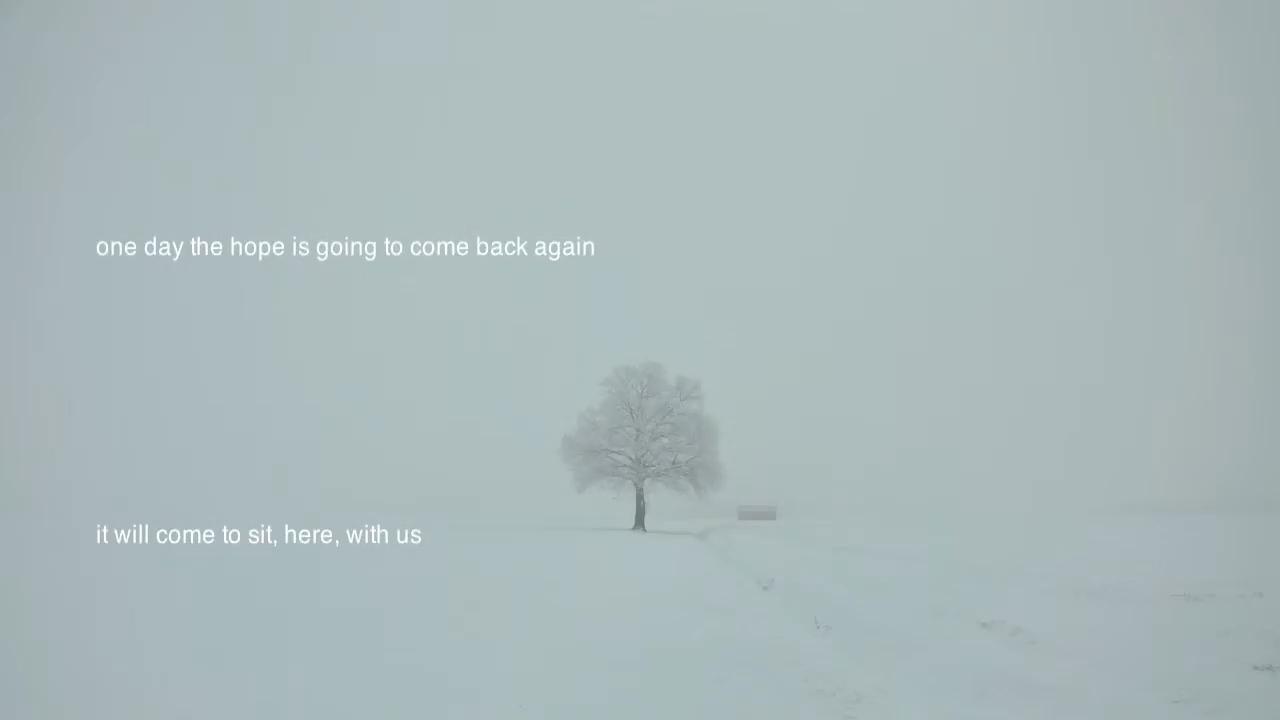 one day the hope is going to come back again
it will come to sit, here, with us